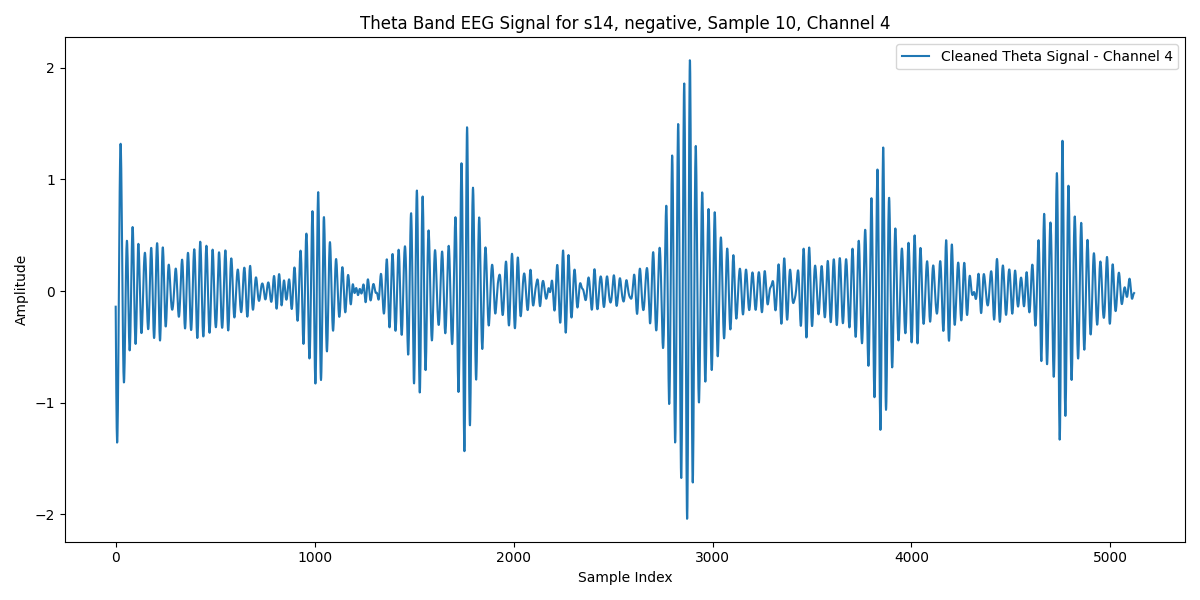 Theta Band EEG Signal for s14, negative, Sample 10, Channel 4
Cleaned Theta Signal - Channel 4
2
1
0
−1
−2
Amplitude
0 1000 2000 3000 4000 5000
Sample Index